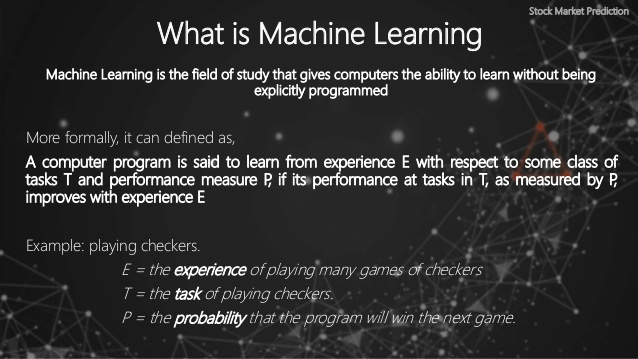 Stock Market Prediction
What is Machine Learning
Machine Learning is the field of study that gives computers the ability to learn without being
explicitly programmed
More formally, it can defined as,
A computer program is said to learn from experience E with respect to some class of
tasks T and performance measure P, if its performance at tasks in T, as measured by P,
improves with experience E
Example: playing checkers.
E = the experience of playing many games of checkers
T = the task of playing checkers.
P = the probability that the program will win the next game.